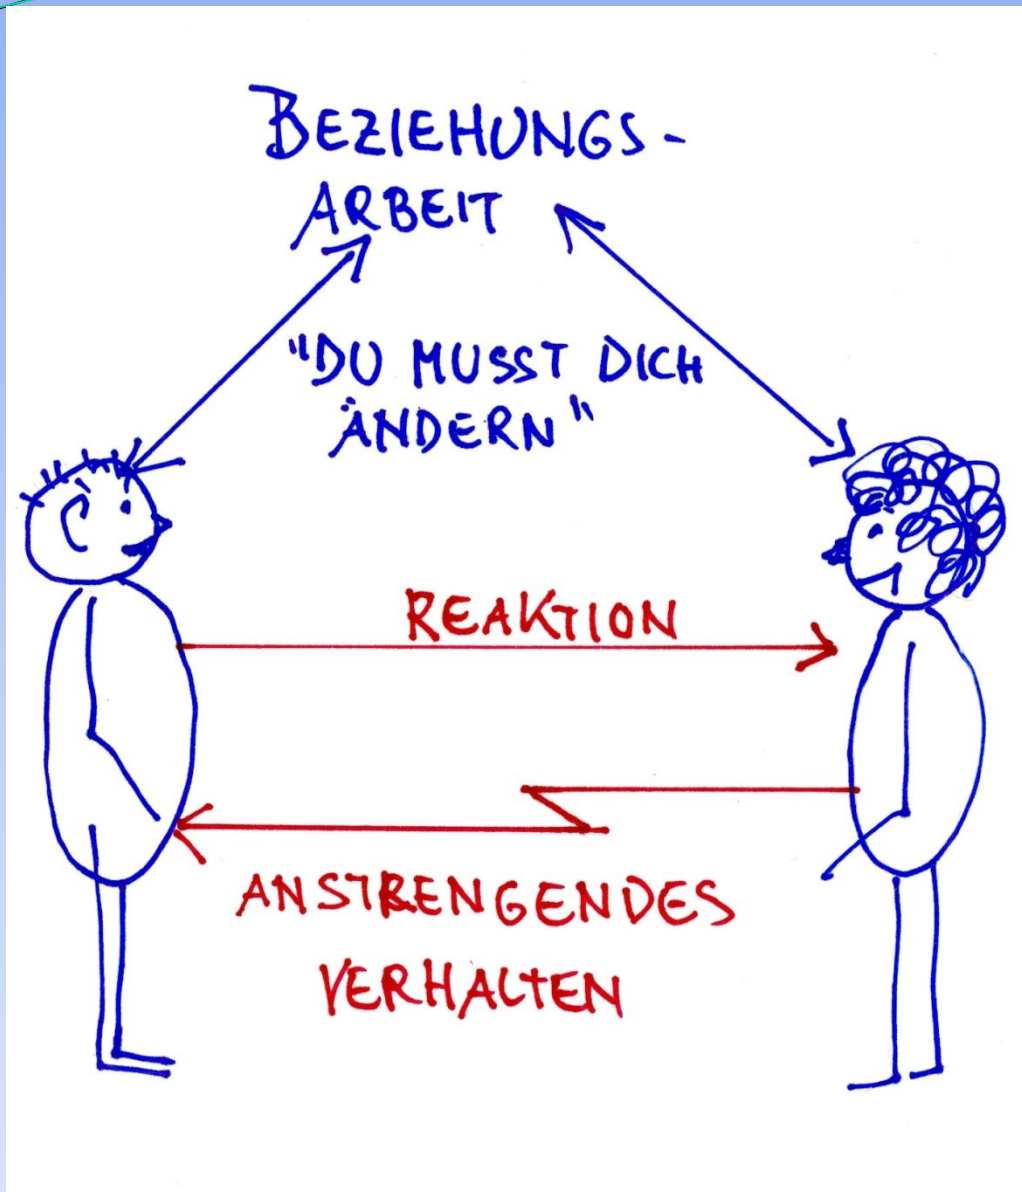 BEZIEHUNGS-
ARBEIT
"DU MUSST DICH
ÄNDERN"
REAKTION
ANSTRENGENDES
VERHALTEN